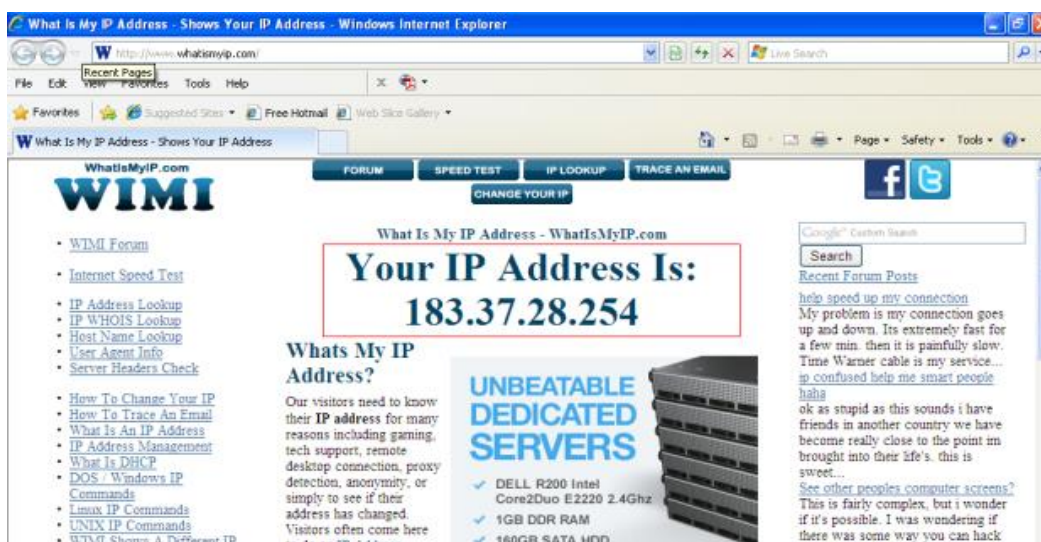 What Is My IP Address - Shows Your IP Address - Windows Internet Explorer
http://www.whatismyip.com/
Live Search
Recent Pages
File Edit View Favorites Tools Help
x
Favorites Suggested Sites Free Hotmail Web Slice Gallery
What Is My IP Address - Shows Your IP Address
Page Safety Tools
WhatIsMyIP.com
WIMI
FORUM SPEED TEST IP LOOKUP TRACE AN EMAIL
CHANGE YOUR IP
What Is My IP Address - WhatIsMyIP.com
Your IP Address Is:
183.37.28.254
WIMI Forum
Internet Speed Test
IP Address Lookup
IP WHOIS Lookup
Host Name Lookup
User Agent Info
Server Headers Check
How To Change Your IP
How To Trace An Email
What Is An IP Address
IP Address Management
What Is DHCP
DOS / Windows IP
Commands
Linux IP Commands
UNIX IP Commands
WIMI Shows A Different IP
Whats My IP
Address?
Our visitors need to know
their IP address for many
reasons including gaming,
tech support, remote
desktop connection, proxy
detection, anonymity, or
simply to see if their
address has changed.
Visitors often come here
UNBEATABLE
DEDICATED
SERVERS
DELL R200 Intel
Core2Duo E2220 2.4Ghz
1GB DDR RAM
160GB SATA HDD
f t
Google™ Custom Search
Search
Recent Forum Posts
help speed up my connection
My problem is my connection goes
up and down. Its extremely fast for
a few min. then it is painfully slow.
Time Warner cable is my service...
ip confused help me smart people
haha
ok as stupid as this sounds i have
friends in another country we have
become really close to the point im
brought into their life's. this is
sweet...
See other peoples computer screens?
This is fairly complex, but i wonder
if it's possible. I was wondering if
there was some way you can hack